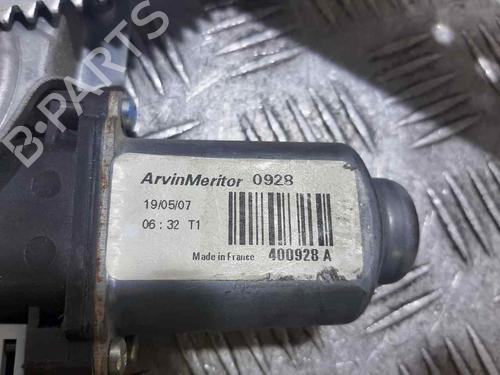 B-PARTS
ArvinMeritor 0928
19/05/07
06:32 T1
Made in France 400928 A